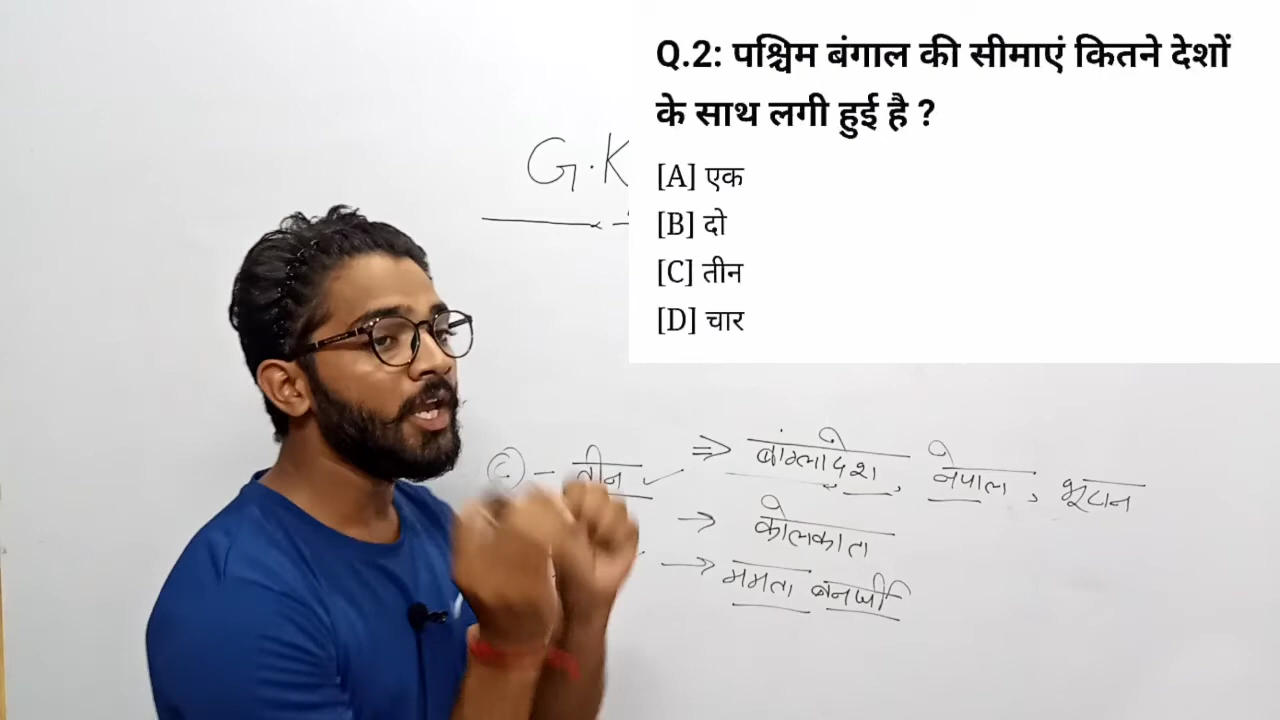 Q.2: पश्चिम बंगाल की सीमाएं कितने देशों
के साथ लगी हुई है ?
[A] एक
[B] दो
[C] तीन
[D] चार
G.K
(C) - तीन ⇒ बांग्लादेश, नेपाल, भूटान
→ कोलकाता
→ ममता बनर्जी